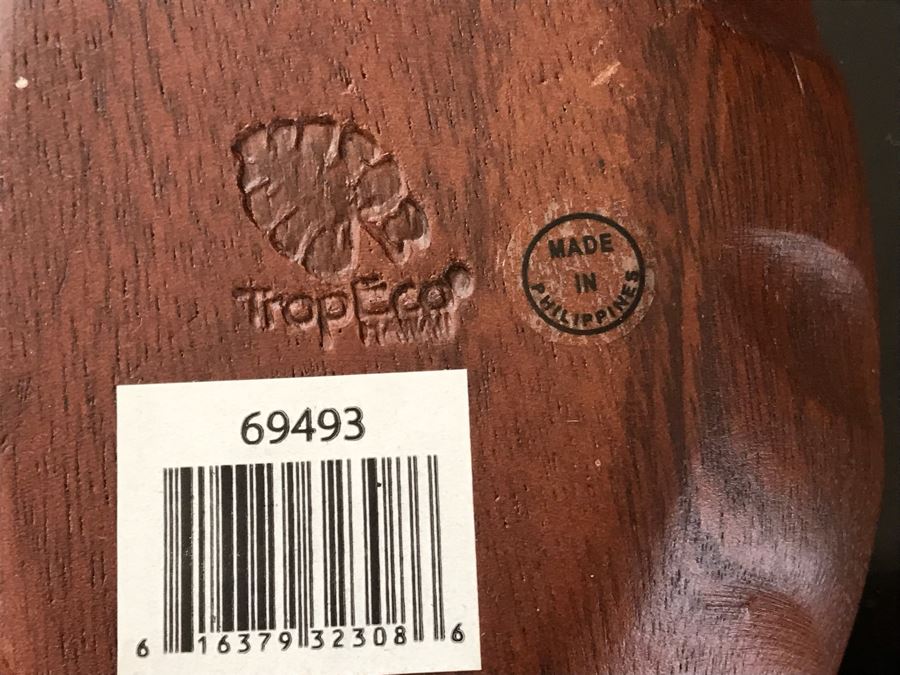 TropEco
HAWAII
MADE
IN
PHILIPPINES
69493
6 16379 32308 6